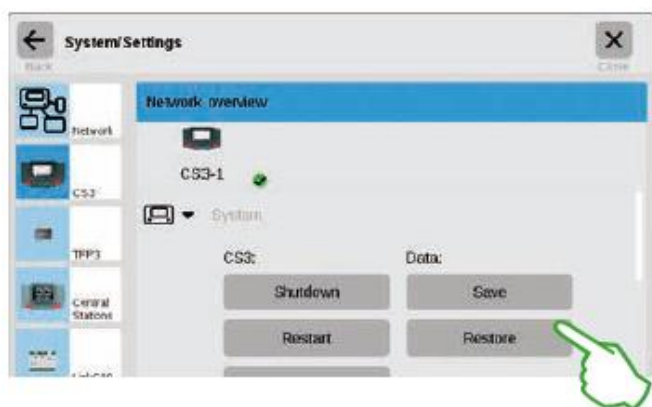 System/Settings
Back
Close
Network overview
Network
CS3-1
CS3
System
TFP3
CS3:
Data:
Shutdown
Save
Central
Stations
Restart
Restore